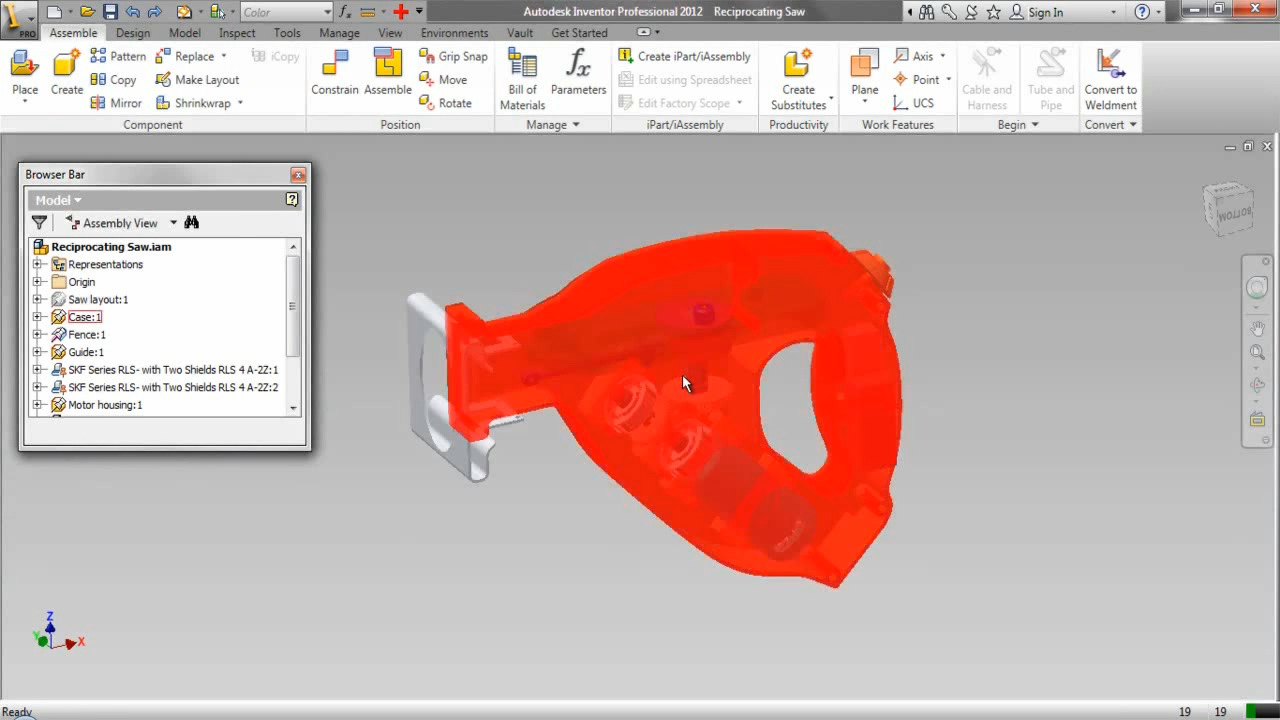 Color
Autodesk Inventor Professional 2012 Reciprocating Saw
Sign In
PRO
Assemble Design Model Inspect Tools Manage View Environments Vault Get Started
Place
Create
Pattern
Copy
Mirror
Replace
Make Layout
Shrinkwrap
iCopy
Component
Constrain
Assemble
Grip Snap
Move
Rotate
Position
Bill of
Materials
Parameters
Manage
Create iPart/iAssembly
Edit using Spreadsheet
Edit Factory Scope
iPart/iAssembly
Create
Substitutes
Productivity
Plane
Axis
Point
UCS
Work Features
Cable and
Harness
Tube and
Pipe
Begin
Convert to
Weldment
Convert
Browser Bar
Model
Assembly View
Reciprocating Saw.iam
Representations
Origin
Saw layout:1
Case:1
Fence:1
Guide:1
SKF Series RLS- with Two Shields RLS 4 A-2Z:1
SKF Series RLS- with Two Shields RLS 4 A-2Z:2
Motor housing:1
BOTTOM
Z
Y
X
Ready
19 19